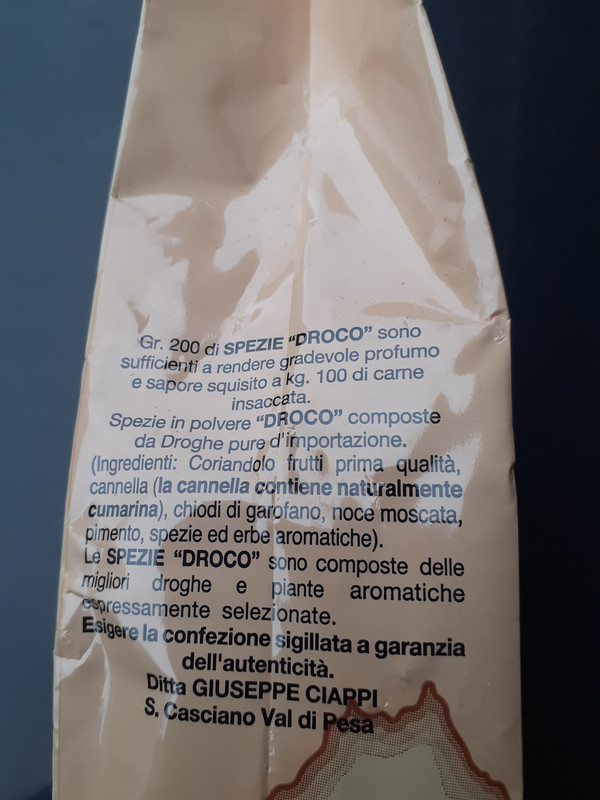 Gr. 200 di SPEZIE “DROCO” sono
sufficienti a rendere gradevole profumo
e sapore squisito a kg. 100 di carne
insaccata.
Spezie in polvere “DROCO” composte
da Droghe pure d'importazione.
(Ingredienti: Coriandolo frutti prima qualità,
cannella (la cannella contiene naturalmente
cumarina), chiodi di garofano, noce moscata,
pimento, spezie ed erbe aromatiche).
Le SPEZIE “DROCO” sono composte delle
migliori droghe e piante aromatiche
espressamente selezionate.
Esigere la confezione sigillata a garanzia
dell'autenticità.
Ditta GIUSEPPE CIAPPI
S. Casciano Val di Pesa